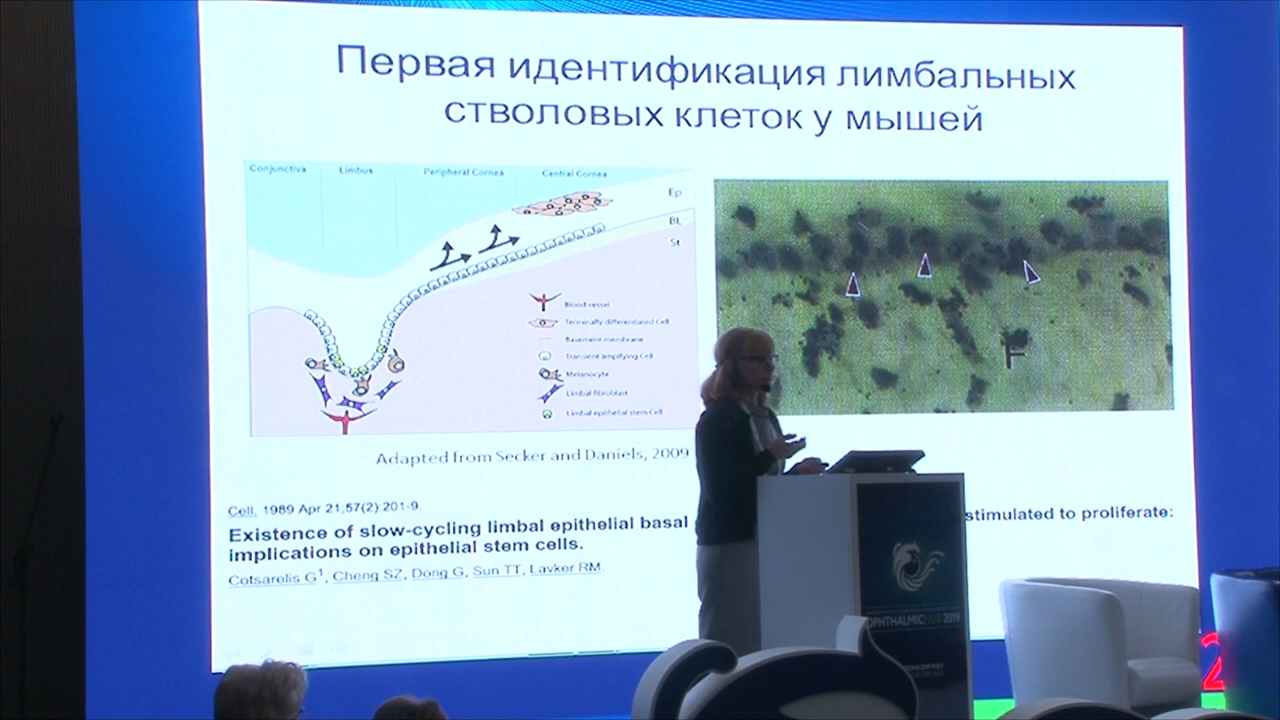 Первая идентификация лимбальных
стволовых клеток у мышей
Conjunctiva
Limbus
Peripheral Cornea
Central Cornea
Ep
BL
St
Blood vessel
Terminally differentiated Cell
Basement membrane
Transient amplifying Cell
Melanocyte
Limbal fibroblast
Limbal epithelial stem Cell
F
Adapted from Secker and Daniels, 2009
Cell. 1989 Apr 21;57(2):201-9.
Existence of slow-cycling limbal epithelial basal stimulated to proliferate:
implications on epithelial stem cells.
Cotsarelis G1, Cheng SZ, Dong G, Sun TT, Lavker RM.
OPHTHALMICHUB 2019
2